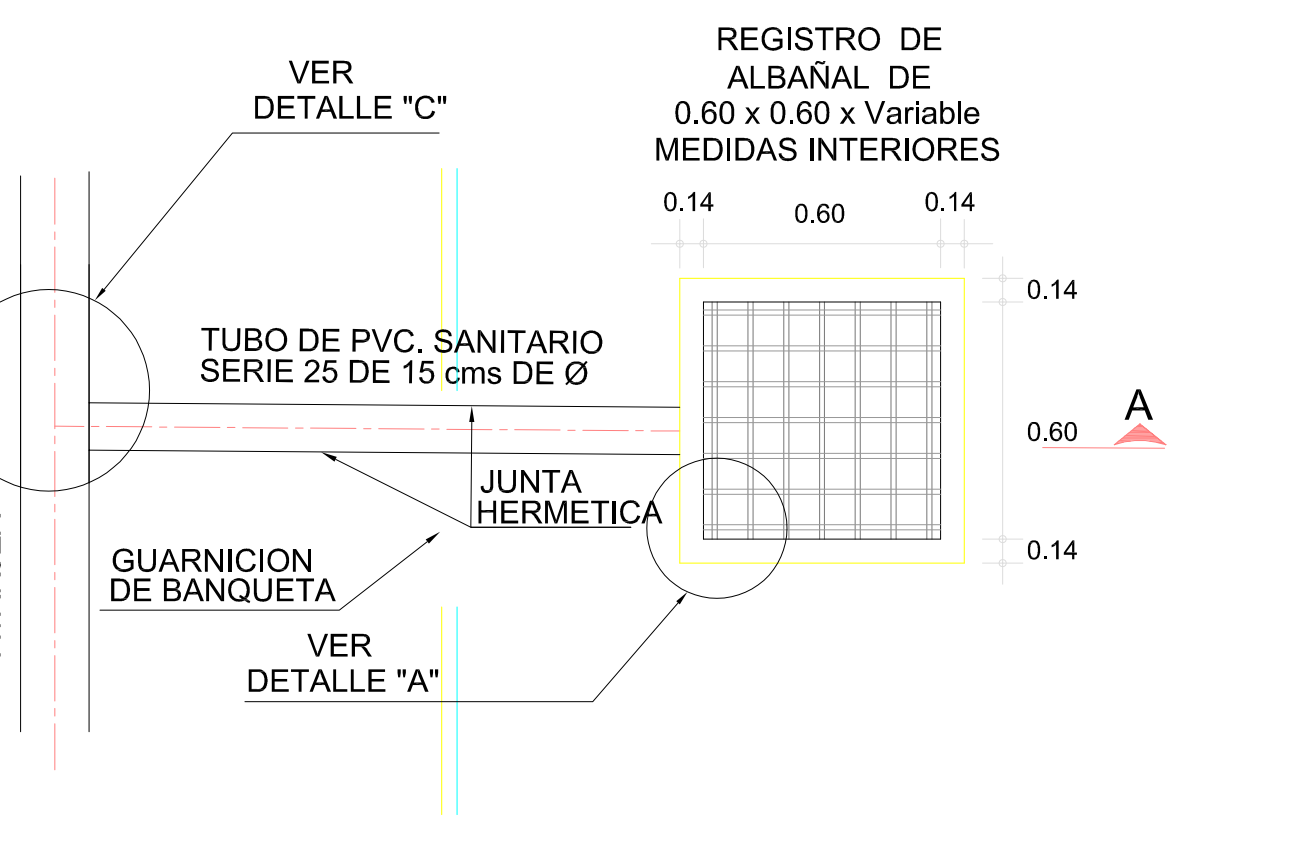 VER
DETALLE "C"
REGISTRO DE
ALBAÑAL DE
0.60 x 0.60 x Variable
MEDIDAS INTERIORES
0.14
0.60
0.14
0.14
TUBO DE PVC. SANITARIO
SERIE 25 DE 15 cms DE Ø
A
0.60
JUNTA
HERMETICA
0.14
GUARNICION
DE BANQUETA
VER
DETALLE "A"